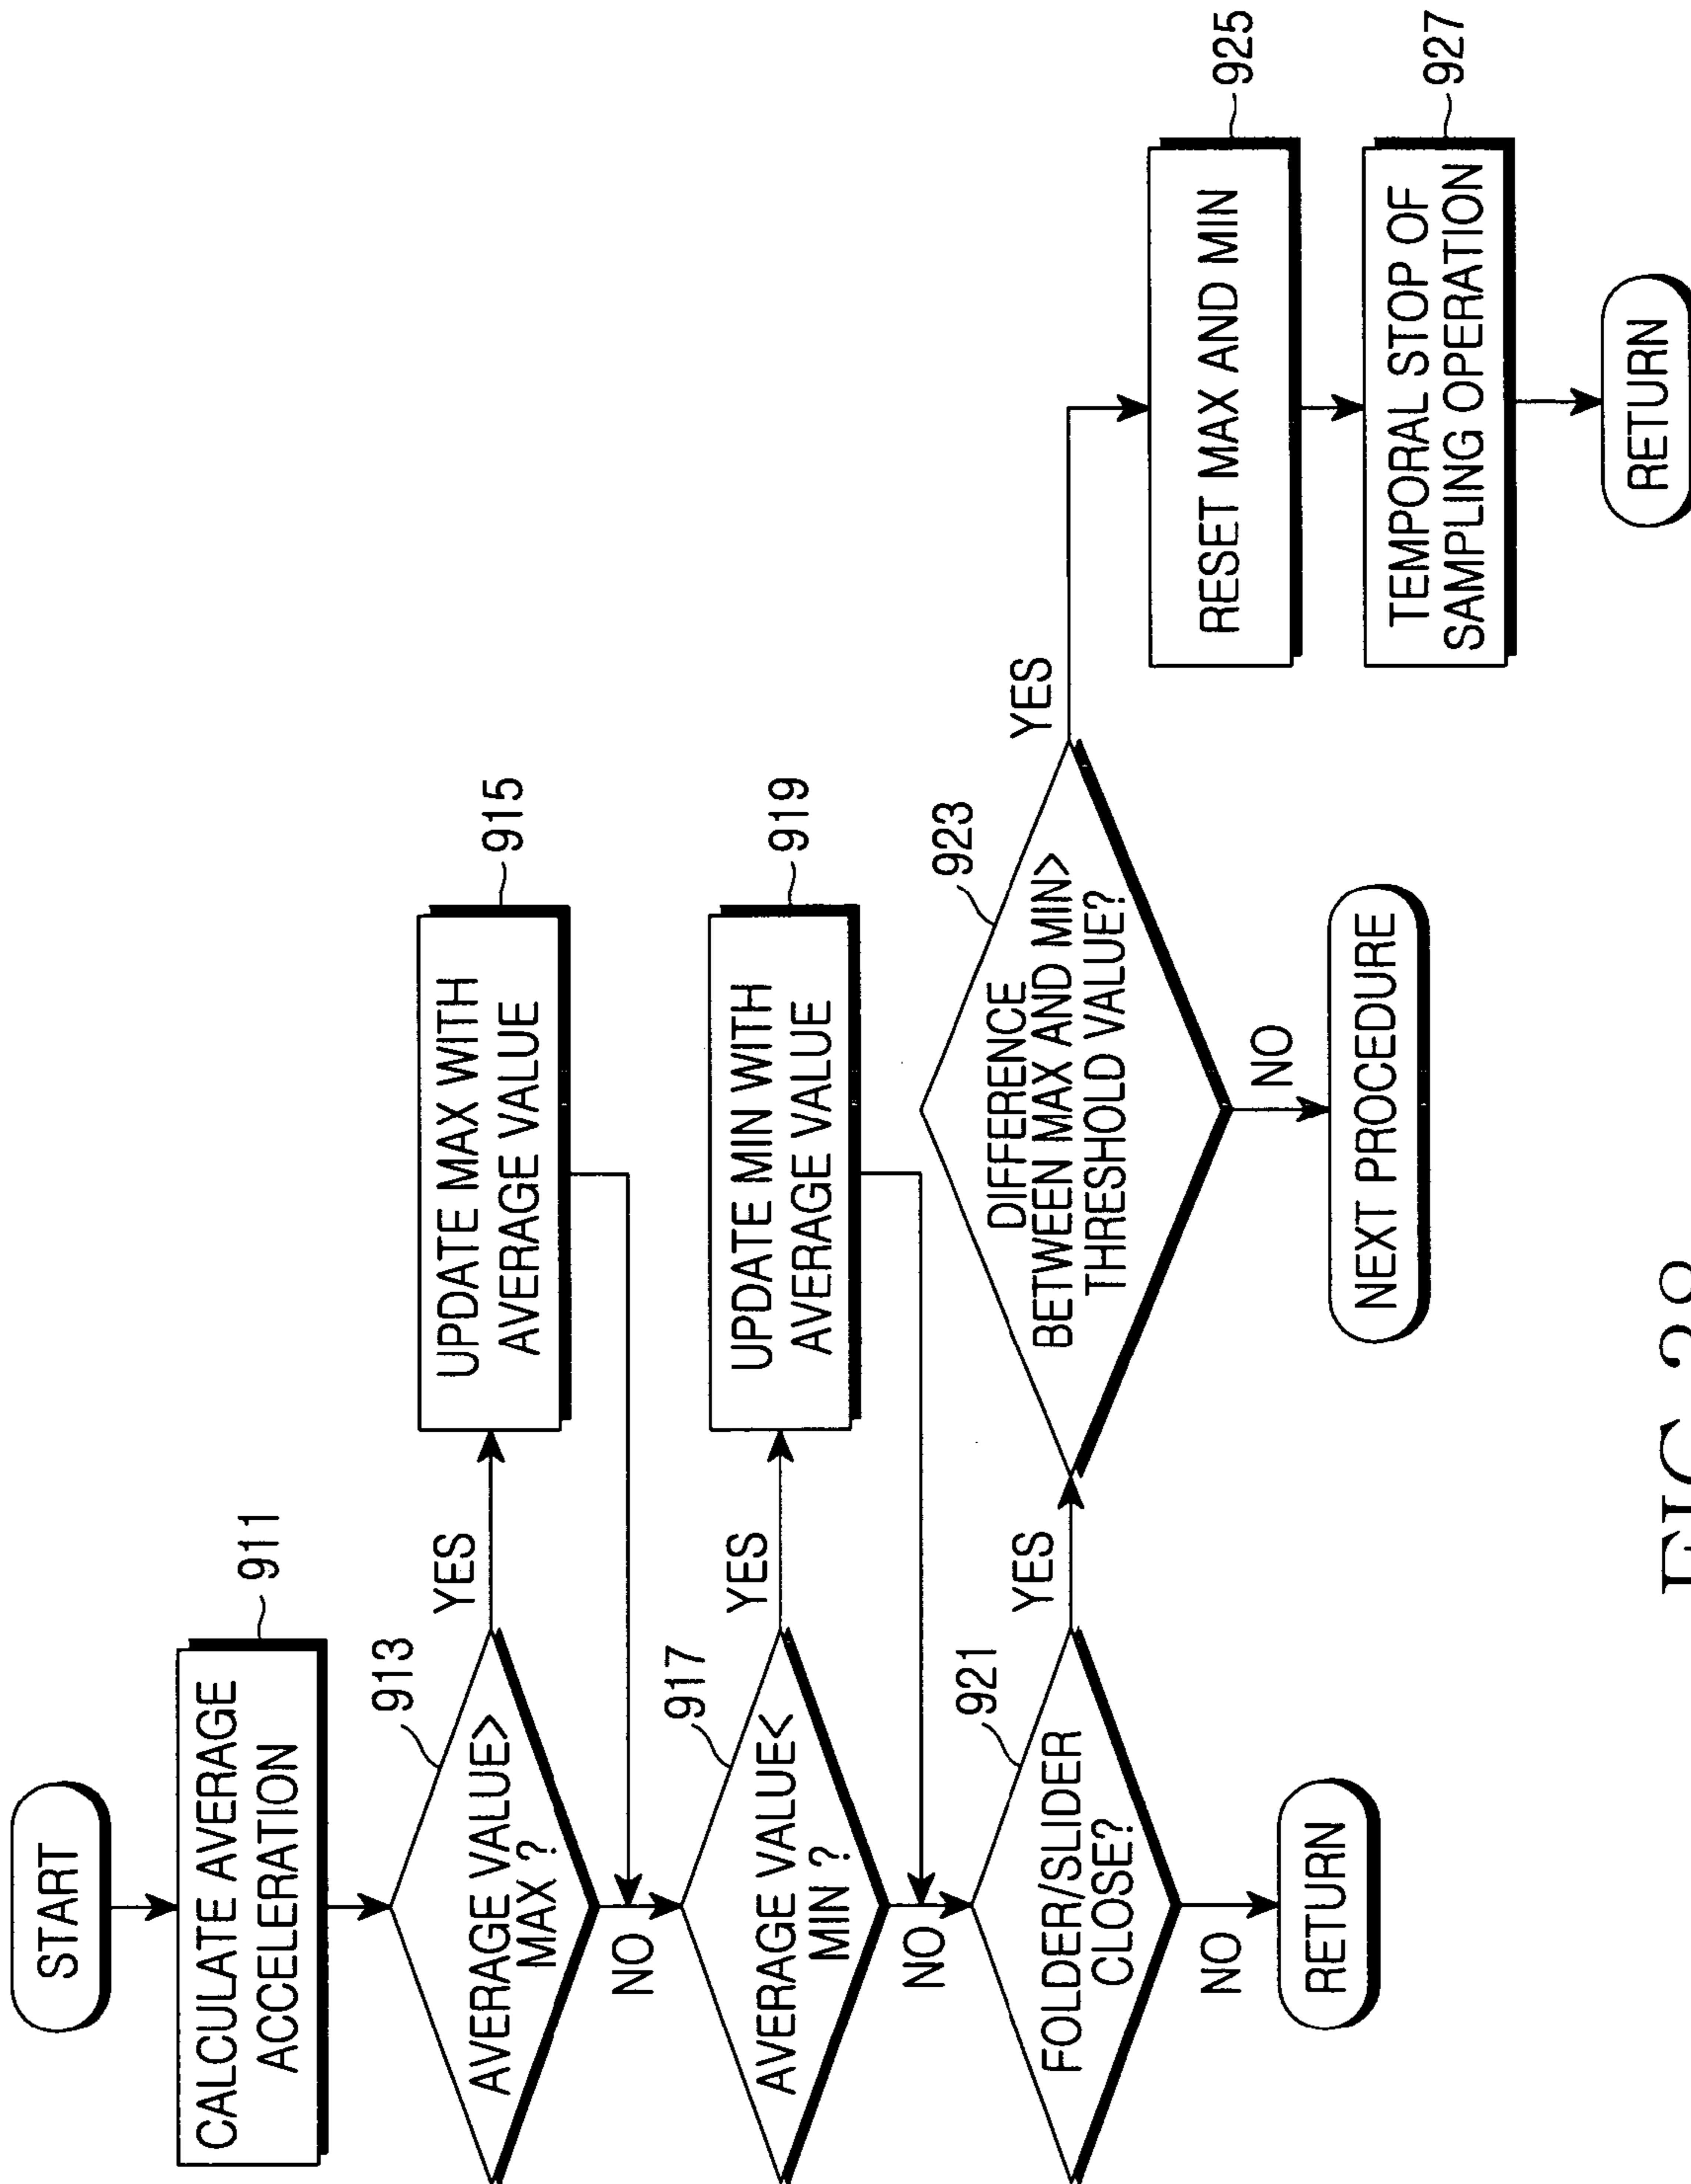 START
CALCULATE AVERAGE
ACCELERATION
911
AVERAGE VALUE>
MAX ?
913
YES
UPDATE MAX WITH
AVERAGE VALUE
915
NO
AVERAGE VALUE<
MIN ?
917
YES
UPDATE MIN WITH
AVERAGE VALUE
919
NO
FOLDER/SLIDER
CLOSE?
921
YES
NO
RETURN
DIFFERENCE
BETWEEN MAX AND MIN>
THRESHOLD VALUE?
923
YES
NO
NEXT PROCEDURE
RESET MAX AND MIN
925
TEMPORAL STOP OF
SAMPLING OPERATION
927
RETURN